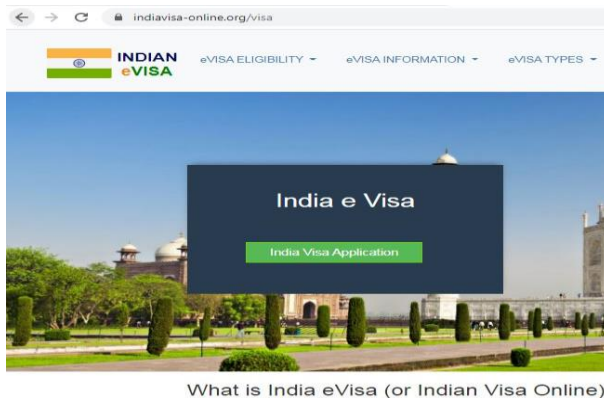 indiavisa-online.org/visa
INDIAN eVISA
eVISA ELIGIBILITY
eVISA INFORMATION
eVISA TYPES
India e Visa
India Visa Application
What is India eVisa (or Indian Visa Online)